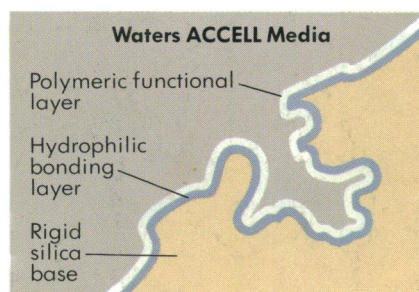 Waters ACCELL Media
Polymeric functional
layer
Hydrophilic
bonding
layer
Rigid
silica
base